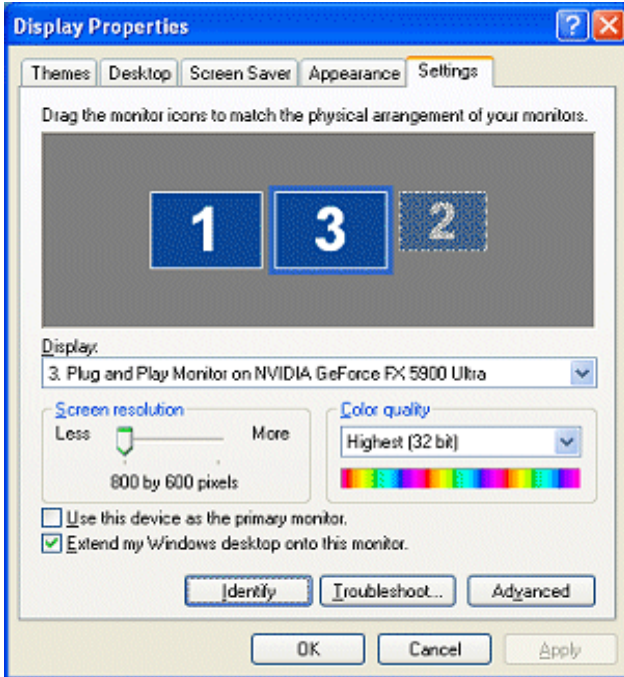 Display Properties
Themes Desktop Screen Saver Appearance Settings
Drag the monitor icons to match the physical arrangement of your monitors.
1 3 2
Display:
3. Plug and Play Monitor on NVIDIA GeForce FX 5900 Ultra
Screen resolution
Less More
800 by 600 pixels
Color quality
Highest (32 bit)
Use this device as the primary monitor.
Extend my Windows desktop onto this monitor.
Identify Troubleshoot... Advanced
OK Cancel Apply